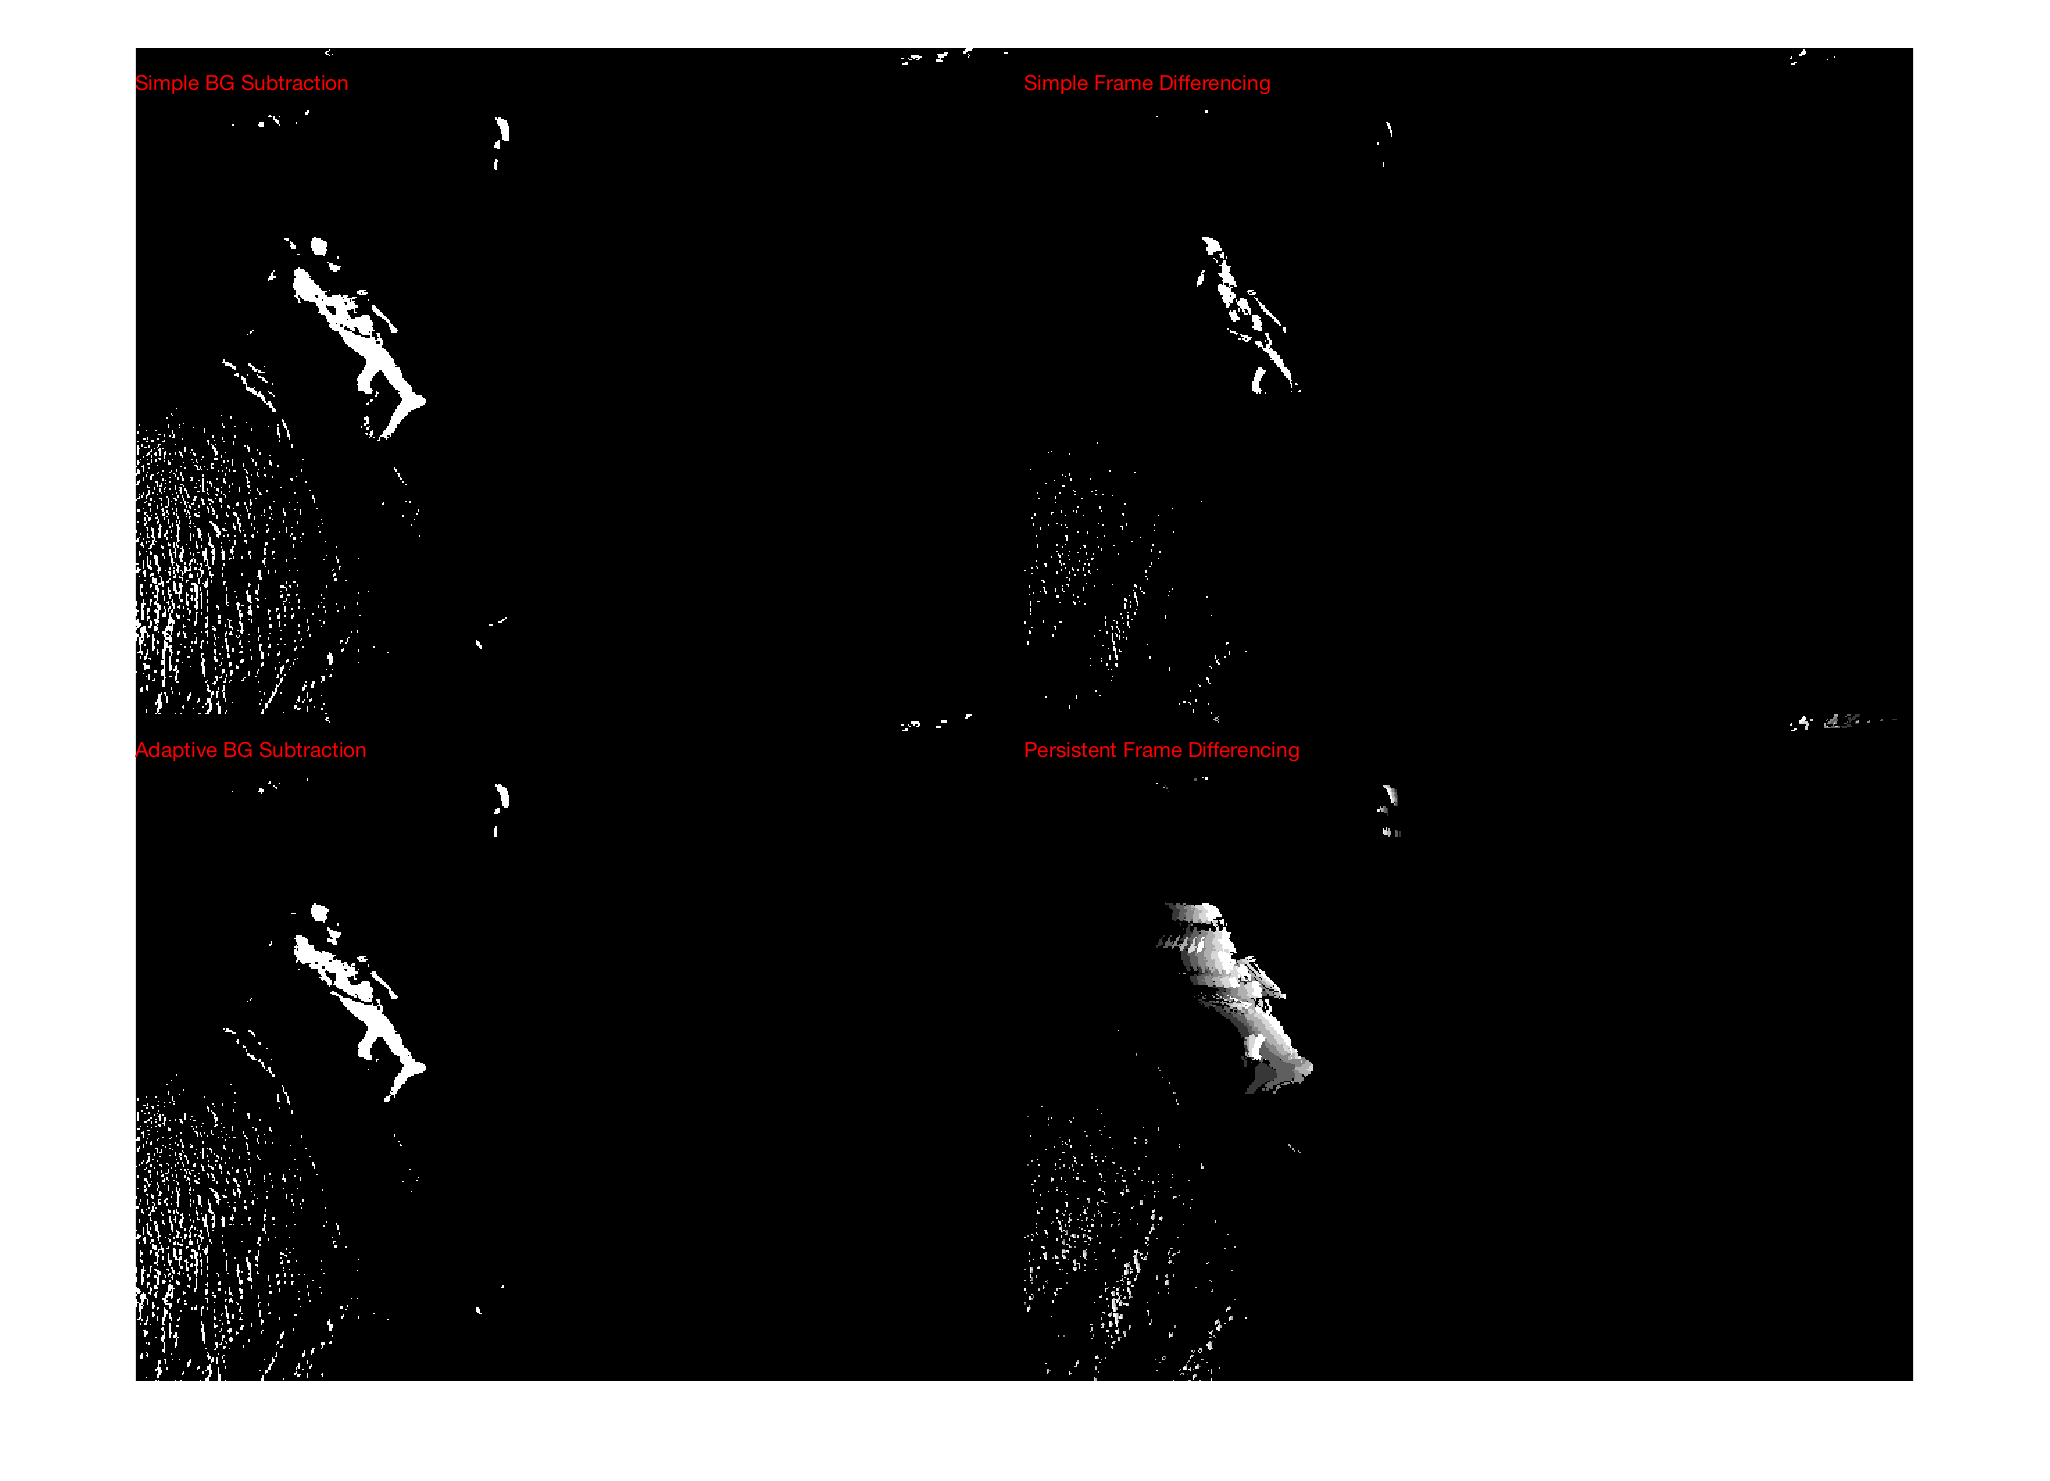 Simple BG Subtraction
Simple Frame Differencing
Adaptive BG Subtraction
Persistent Frame Differencing